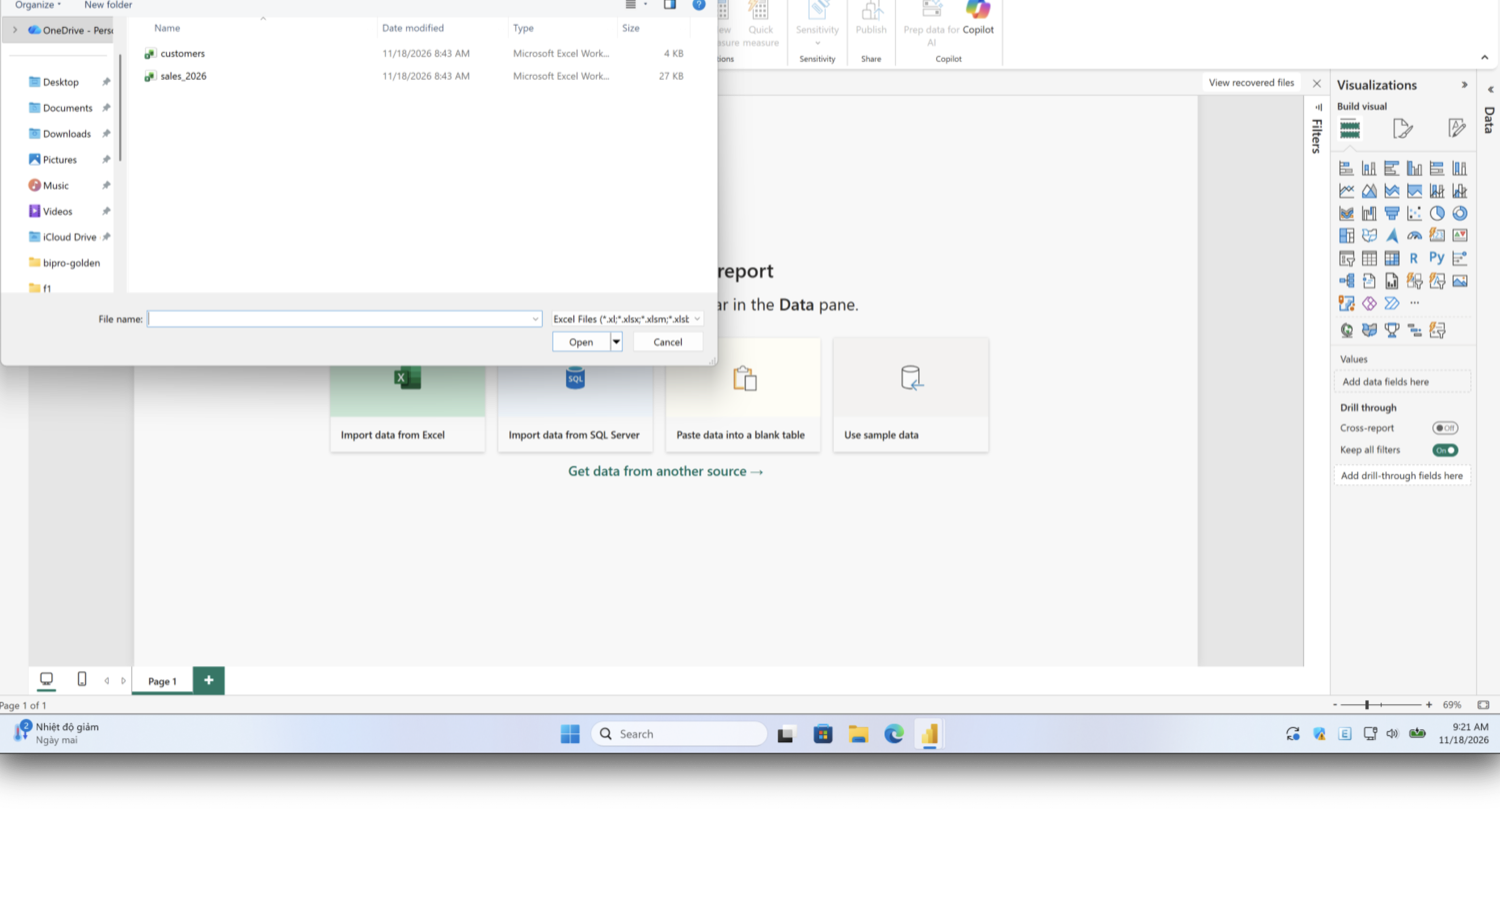 Organize
New folder
OneDrive - Perso
Name
Date modified
Type
Size
customers
11/18/2026 8:43 AM
Microsoft Excel Work...
4 KB
sales_2026
11/18/2026 8:43 AM
Microsoft Excel Work...
27 KB
Desktop
Documents
Downloads
Pictures
Music
Videos
iCloud Drive
bipro-golden
f1
File name:
Excel Files (*.xl;*.xlsx;*.xlsm;*.xlsb
Open
Cancel
Quick
measure
Sensitivity
Sensitivity
Publish
Share
Prep data for
AI
Copilot
Copilot
View recovered files
report
in the Data pane.
X
Import data from Excel
SQL
Import data from SQL Server
Paste data into a blank table
Use sample data
Get data from another source →
Filters
Visualizations
Build visual
Data
R
Py
...
Values
Add data fields here
Drill through
Cross-report
Off
Keep all filters
On
Add drill-through fields here
Page 1
+
Page 1 of 1
- + 69%
2
Nhiệt độ giảm
Ngày mai
Search
E
9:21 AM
11/18/2026